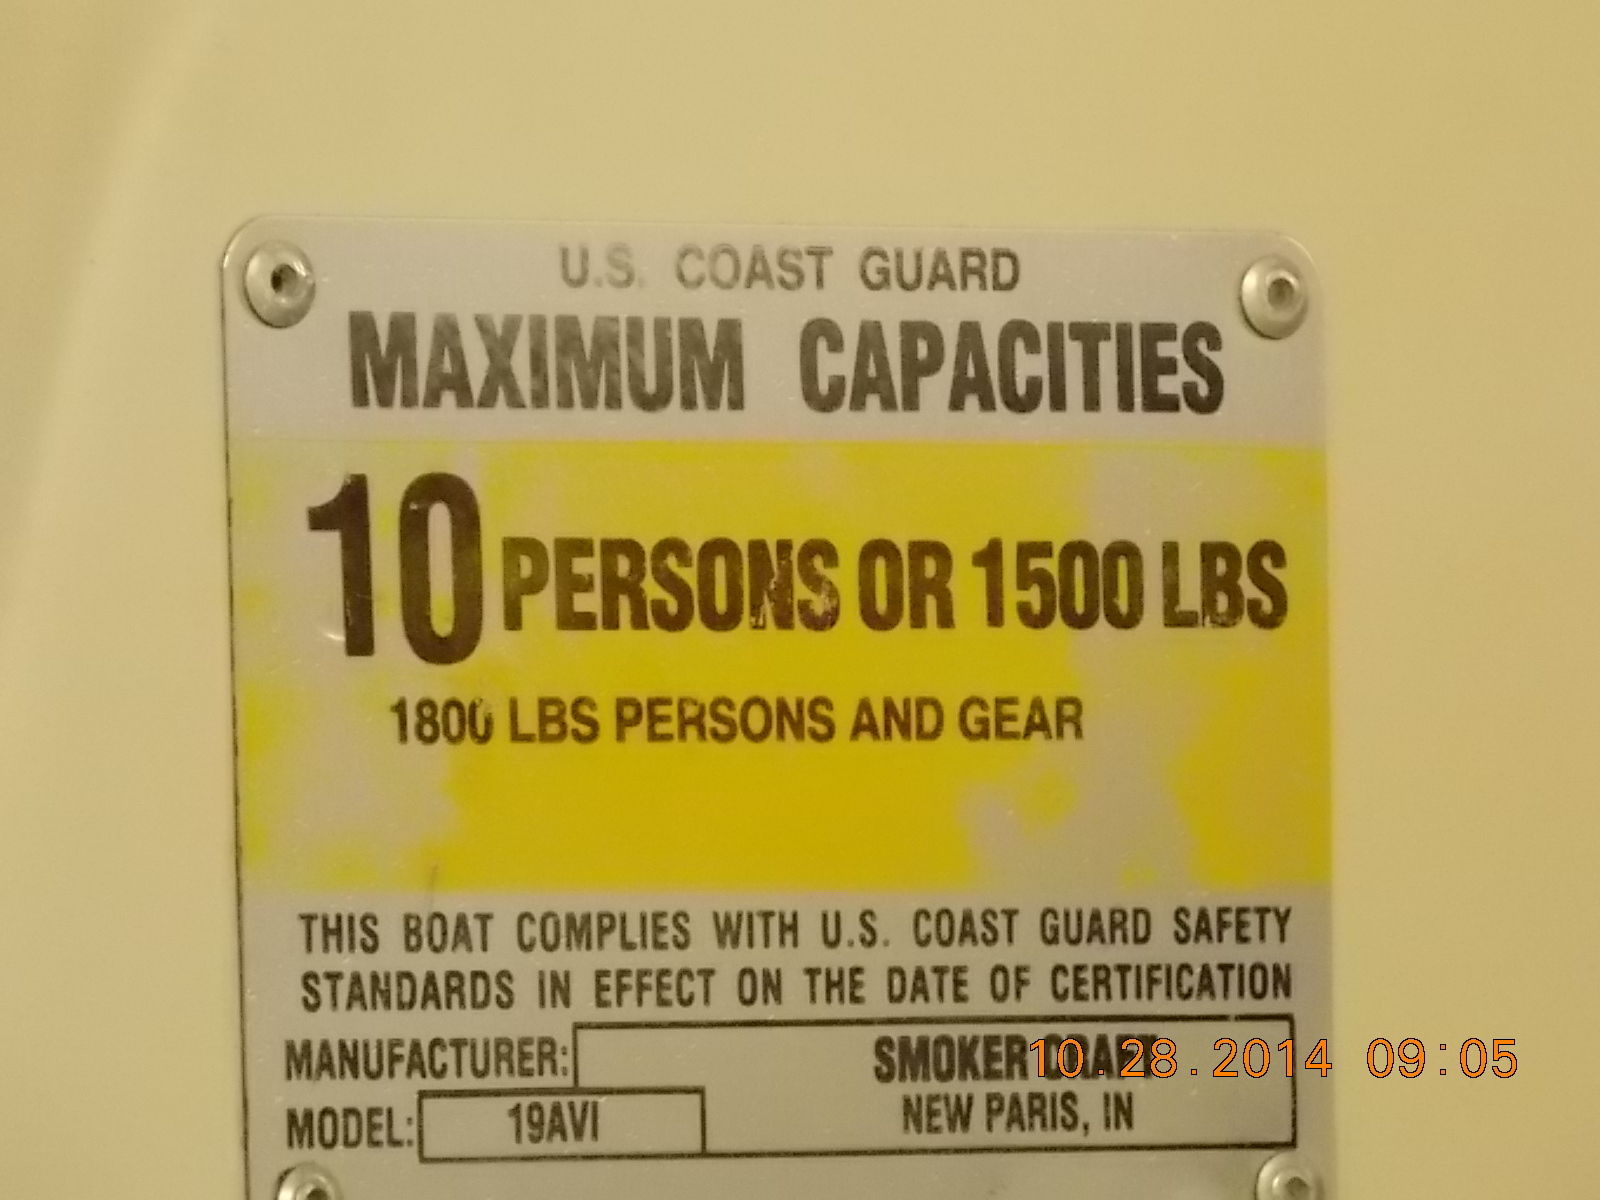 U.S. COAST GUARD
MAXIMUM CAPACITIES
10 PERSONS OR 1500 LBS
1800 LBS PERSONS AND GEAR
THIS BOAT COMPLIES WITH U.S. COAST GUARD SAFETY
STANDARDS IN EFFECT ON THE DATE OF CERTIFICATION
MANUFACTURER: SMOKER CRAFT
10.28.2014 09:05
MODEL: 19AVI NEW PARIS, IN